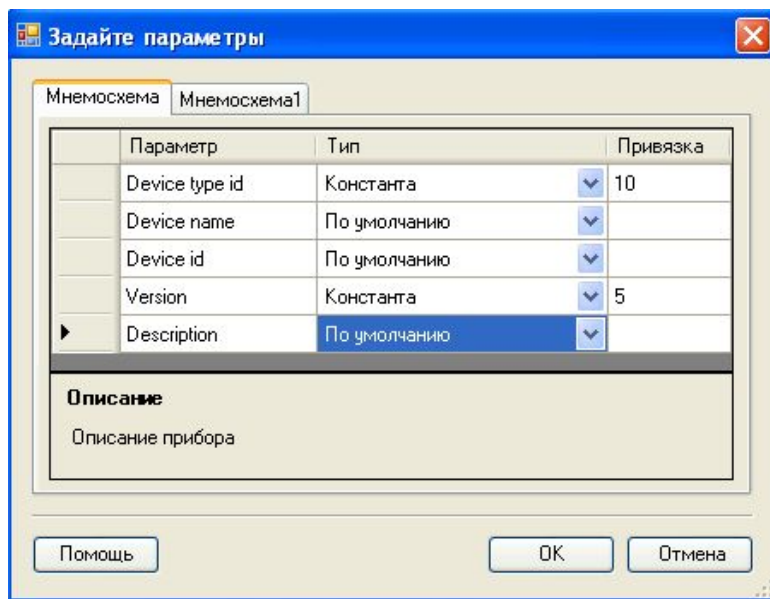 Задайте параметры
Мнемосхема Мнемосхема1
Параметр Тип Привязка
Device type id Константа 10
Device name По умолчанию
Device id По умолчанию
Version Константа 5
Description По умолчанию
Описание
Описание прибора
Помощь OK Отмена